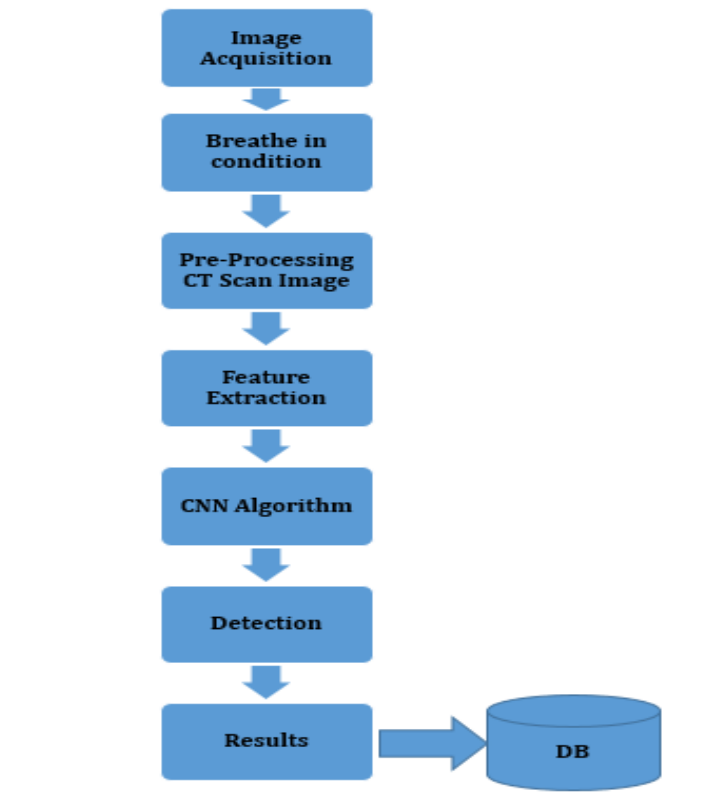 Image
Acquisition
Breathe in
condition
Pre-Processing
CT Scan Image
Feature
Extraction
CNN Algorithm
Detection
Results
DB